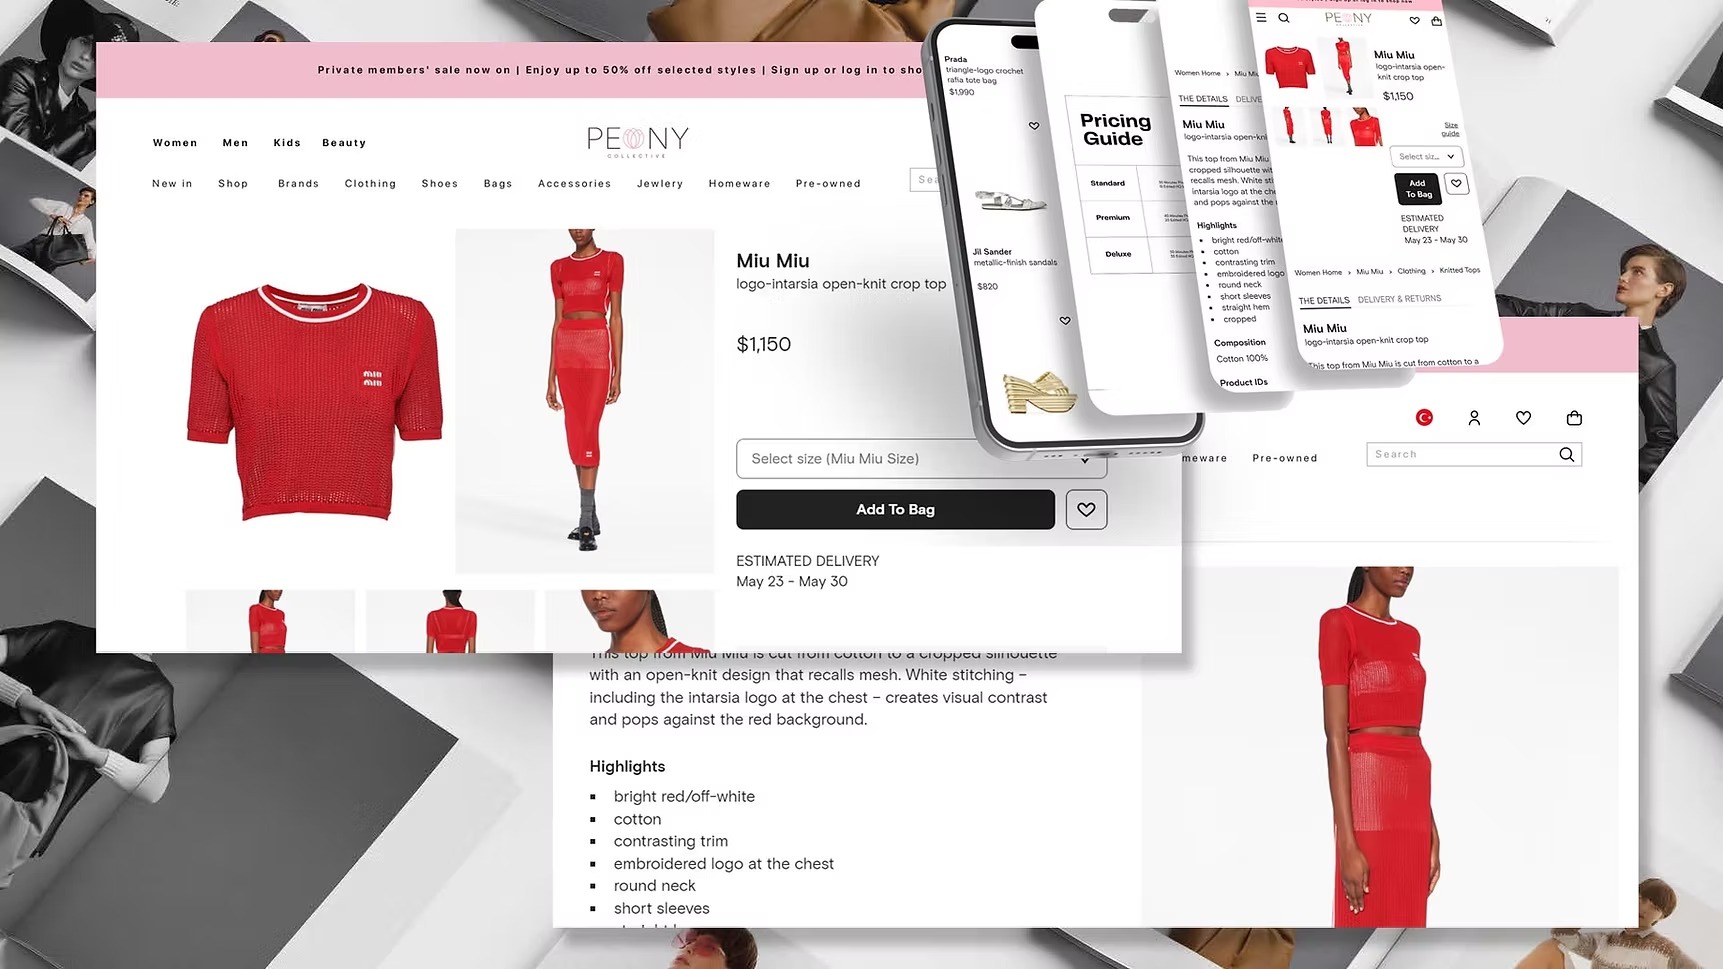 Private members' sale now on | Enjoy up to 50% off selected styles | Sign up or log in to sho
Women Men Kids Beauty
PEONY
COLLECTIVE
New in Shop Brands Clothing Shoes Bags Accessories Jewlery Homeware Pre-owned
Sea
miu
miu
Miu Miu
logo-intarsia open-knit crop top
$1,150
Select size (Miu Miu Size)
Add To Bag
ESTIMATED DELIVERY
May 23 - May 30
Prada
triangle-logo crochet
rafia tote bag
$1,990
Jil Sander
metallic-finish sandals
$820
Pricing
Guide
Standard
Premium
Deluxe
Women Home › Miu Miu
THE DETAILS DELIVE
Miu Miu
logo-intarsia open-kni
This top from Miu Miu
cropped silhouette wit
recalls mesh. White sti
intarsia logo at the che
and pops against the r
Highlights
bright red/off-white
cotton
contrasting trim
embroidered logo
round neck
short sleeves
straight hem
cropped
Composition
Cotton 100%
Product IDs
PEONY
Miu Miu
logo-intarsia open-
knit crop top
$1,150
Size
guide
Select siz...
Add
To Bag
ESTIMATED
DELIVERY
May 23 - May 30
Women Home › Miu Miu › Clothing › Knitted Tops
THE DETAILS DELIVERY & RETURNS
Miu Miu
logo-intarsia open-knit crop top
This top from Miu Miu is cut from cotton to a
meware Pre-owned
Search
This top from Miu Miu is cut from cotton to a cropped silhouette
with an open-knit design that recalls mesh. White stitching –
including the intarsia logo at the chest – creates visual contrast
and pops against the red background.
Highlights
▪ bright red/off-white
▪ cotton
▪ contrasting trim
▪ embroidered logo at the chest
▪ round neck
▪ short sleeves